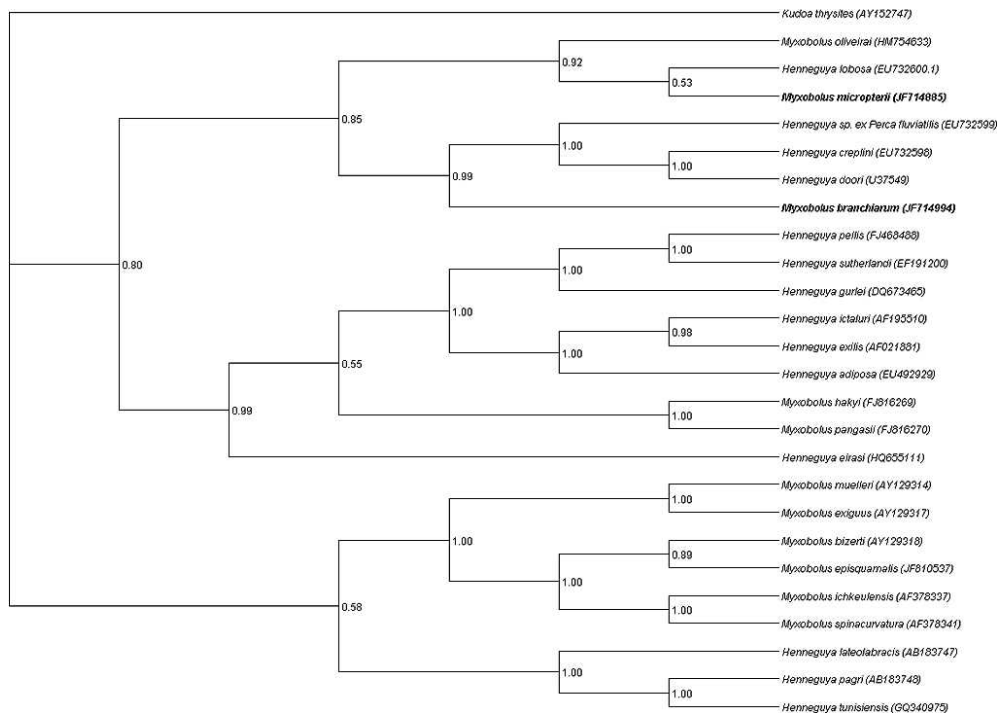 Kudoa thrysites (AY152747)
Myxobolus oliveirai (HM754633)
0.92
Henneguya lobosa (EU732600.1)
0.53
Myxobolus micropterii (JF714885)
0.85
Henneguya sp. ex Perca fluviatilis (EU732599)
1.00
Henneguya creplini (EU732598)
1.00
0.99
Henneguya doori (U37549)
Myxobolus branchiarum (JF714994)
Henneguya pellis (FJ468488)
1.00
0.80
Henneguya sutherlandi (EF191200)
1.00
Henneguya gurlei (DQ673465)
1.00
Henneguya ictaluri (AF195510)
0.98
Henneguya exilis (AF021881)
1.00
0.55
Henneguya adiposa (EU492929)
0.99
Myxobolus hakyi (FJ816269)
1.00
Myxobolus pangasii (FJ816270)
Henneguya eirasi (HQ655111)
Myxobolus muelleri (AY129314)
1.00
Myxobolus exiguus (AY129317)
1.00
Myxobolus bizerti (AY129318)
0.89
Myxobolus episquamalis (JF810537)
1.00
Myxobolus ichkeulensis (AF378337)
0.58
1.00
Myxobolus spinacurvatura (AF378341)
Henneguya lateolabracis (AB183747)
1.00
Henneguya pagri (AB183748)
1.00
Henneguya tunisiensis (GQ340975)